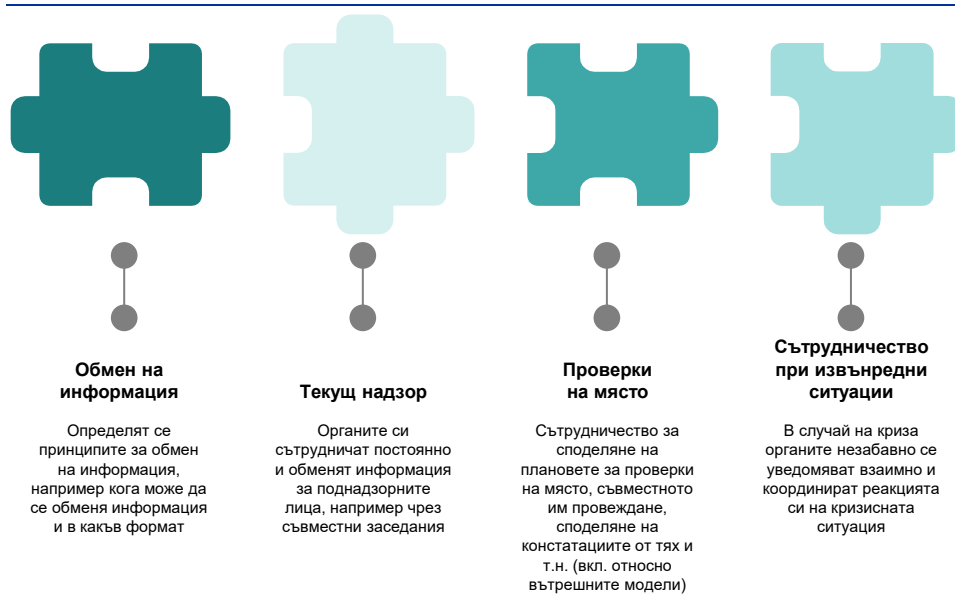 Обмен на
информация
Определят се
принципите за обмен
на информация,
например кога може да
се обменя информация
и в какъв формат
Текущ надзор
Органите си
сътрудничат постоянно
и обменят информация
за поднадзорните
лица, например чрез
съвместни заседания
Проверки
на място
Сътрудничество за
споделяне на
плановете за проверки
на място, съвместното
им провеждане,
споделяне на
констатациите от тях и
т.н. (вкл. относно
вътрешните модели)
Сътрудничество
при извънредни
ситуации
В случай на криза
органите незабавно се
уведомяват взаимно и
координират реакцията
си на кризисната
ситуация